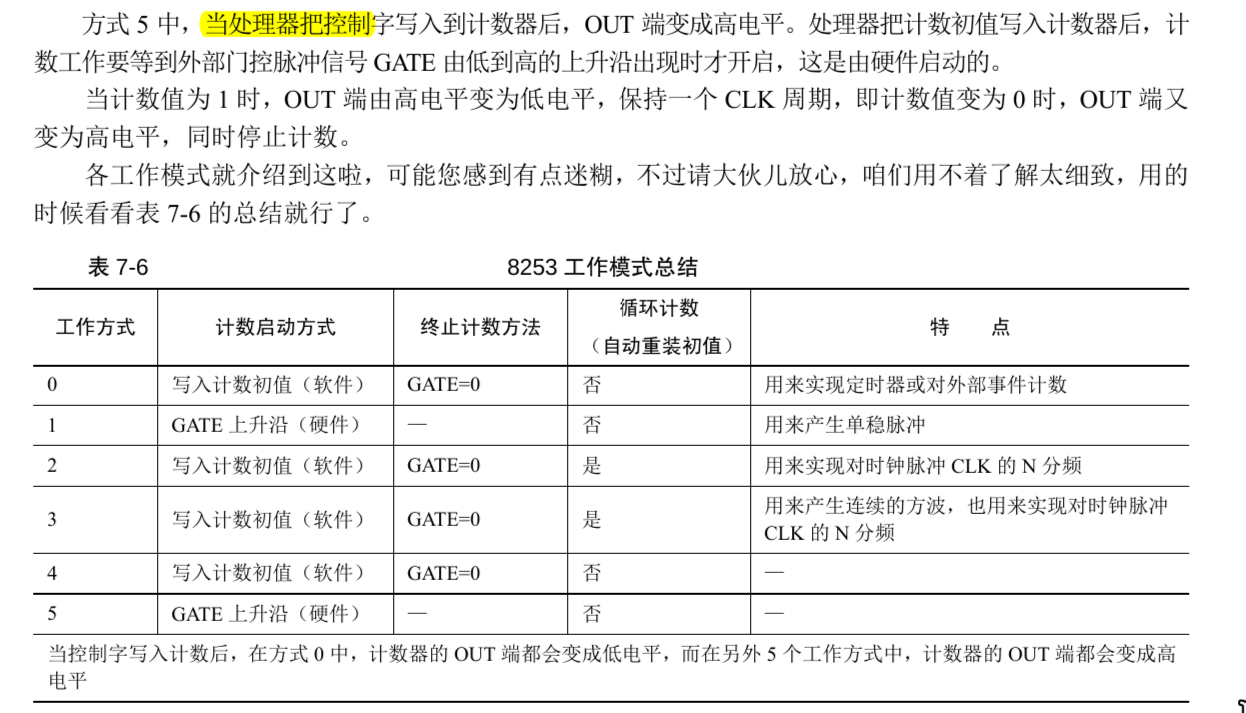 方式 5 中，当处理器把控制字写入到计数器后，OUT 端变成高电平。处理器把计数初值写入计数器后，计
数工作要等到外部门控脉冲信号 GATE 由低到高的上升沿出现时才开启，这是由硬件启动的。
当计数值为 1 时，OUT 端由高电平变为低电平，保持一个 CLK 周期，即计数值变为 0 时，OUT 端又
变为高电平，同时停止计数。
各工作模式就介绍到这啦，可能您感到有点迷糊，不过请大伙儿放心，咱们用不着了解太细致，用的
时候看看表 7-6 的总结就行了。
表 7-6 8253 工作模式总结
工作方式 计数启动方式 终止计数方法 循环计数（自动重装初值） 特 点
0 写入计数初值（软件） GATE=0 否 用来实现定时器或对外部事件计数
1 GATE 上升沿（硬件） — 否 用来产生单稳脉冲
2 写入计数初值（软件） GATE=0 是 用来实现对时钟脉冲 CLK 的 N 分频
3 写入计数初值（软件） GATE=0 是 用来产生连续的方波，也用来实现对时钟脉冲
CLK 的 N 分频
4 写入计数初值（软件） GATE=0 否 —
5 GATE 上升沿（硬件） — 否 —
当控制字写入计数后，在方式 0 中，计数器的 OUT 端都会变成低电平，而在另外 5 个工作方式中，计数器的 OUT 端都会变成高
电平